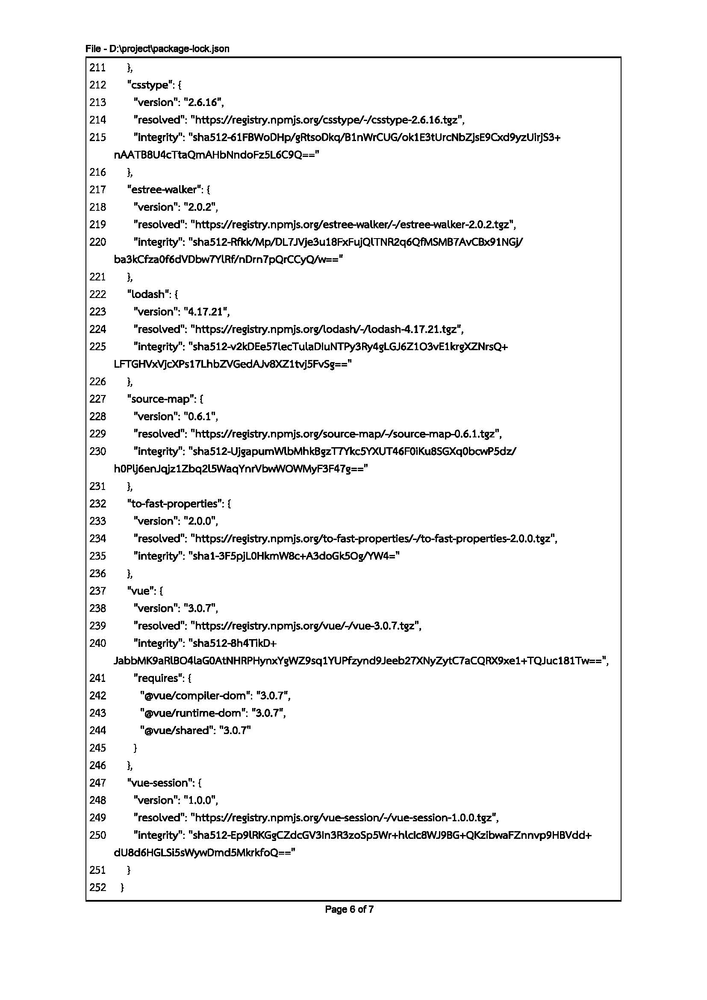 File - D:\project\package-lock.json
211 },
212 "csstype": {
213 "version": "2.6.16",
214 "resolved": "https://registry.npmjs.org/csstype/-/csstype-2.6.16.tgz",
215 "integrity": "sha512-61FBWoDHp/gRtsoDkq/B1nWrCUG/ok1E3tUrcNbZjsE9Cxd9yzUirjS3+
nAATB8U4cTtaQmAHbNndoFz5L6C9Q=="
216 },
217 "estree-walker": {
218 "version": "2.0.2",
219 "resolved": "https://registry.npmjs.org/estree-walker/-/estree-walker-2.0.2.tgz",
220 "integrity": "sha512-Rfkk/Mp/DL7JVje3u18FxFujQlTNR2q6QfMSMB7AvCBx91NGj/
ba3kCfza0f6dVDbw7YlRf/nDrn7pQrCCyQ/w=="
221 },
222 "lodash": {
223 "version": "4.17.21",
224 "resolved": "https://registry.npmjs.org/lodash/-/lodash-4.17.21.tgz",
225 "integrity": "sha512-v2kDEe57lecTulaDIuNTPy3Ry4gLGJ6Z1O3vE1krgXZNrsQ+
LFTGHVxVjcXPs17LhbZVGedAJv8XZ1tvj5FvSg=="
226 },
227 "source-map": {
228 "version": "0.6.1",
229 "resolved": "https://registry.npmjs.org/source-map/-/source-map-0.6.1.tgz",
230 "integrity": "sha512-UjgapumWlbMhkBgzT7Ykc5YXUT46F0iKu8SGXq0bcwP5dz/
h0Plj6enJqjz1Zbq2l5WaqYnrVbwWOWMyF3F47g=="
231 },
232 "to-fast-properties": {
233 "version": "2.0.0",
234 "resolved": "https://registry.npmjs.org/to-fast-properties/-/to-fast-properties-2.0.0.tgz",
235 "integrity": "sha1-3F5pjL0HkmW8c+A3doGk5Og/YW4="
236 },
237 "vue": {
238 "version": "3.0.7",
239 "resolved": "https://registry.npmjs.org/vue/-/vue-3.0.7.tgz",
240 "integrity": "sha512-8h4TikD+
JabbMK9aRlBO4laG0AtNHRPHynxYgWZ9sq1YUPfzynd9Jeeb27XNyZytC7aCQRX9xe1+TQJuc181Tw==",
241 "requires": {
242 "@vue/compiler-dom": "3.0.7",
243 "@vue/runtime-dom": "3.0.7",
244 "@vue/shared": "3.0.7"
245 }
246 },
247 "vue-session": {
248 "version": "1.0.0",
249 "resolved": "https://registry.npmjs.org/vue-session/-/vue-session-1.0.0.tgz",
250 "integrity": "sha512-Ep9lRKGgCZdcGV3In3R3zoSp5Wr+hlcIc8WJ9BG+QKzibwaFZnnvp9HBVdd+
dU8d6HGLSi5sWywDmd5MkrkfoQ=="
251 }
252 }
Page 6 of 7